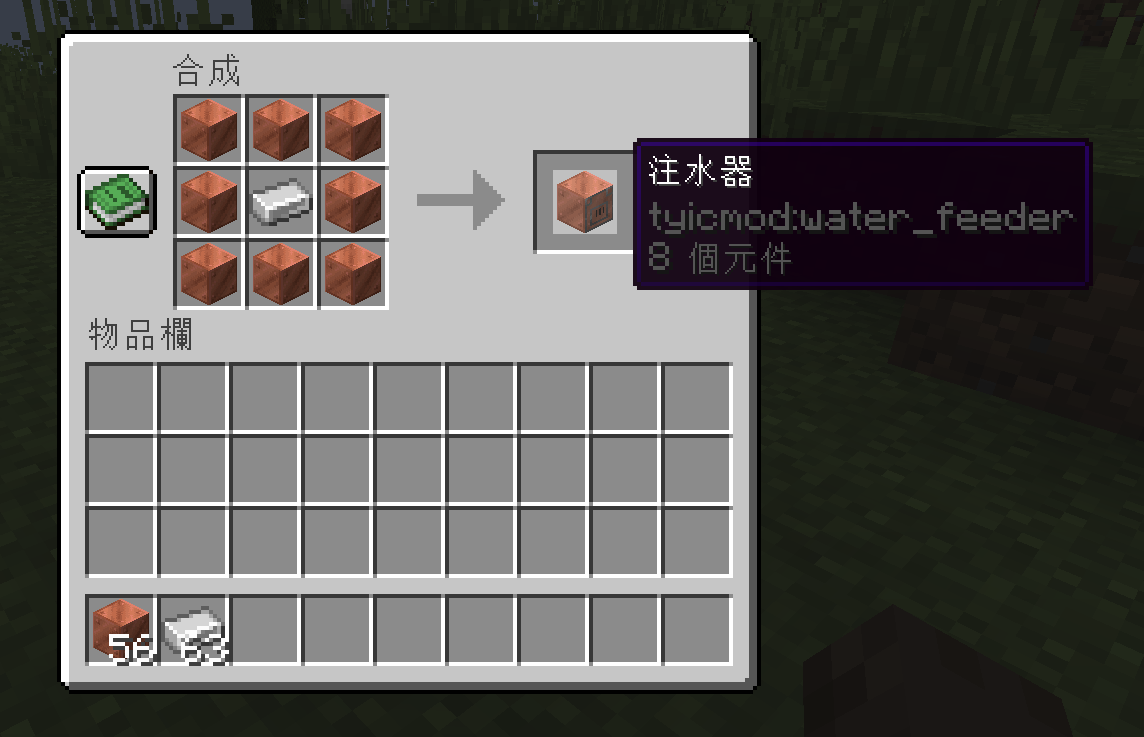 合成
注水器
tyicmod:water_feeder
8 個元件
物品欄
56
63